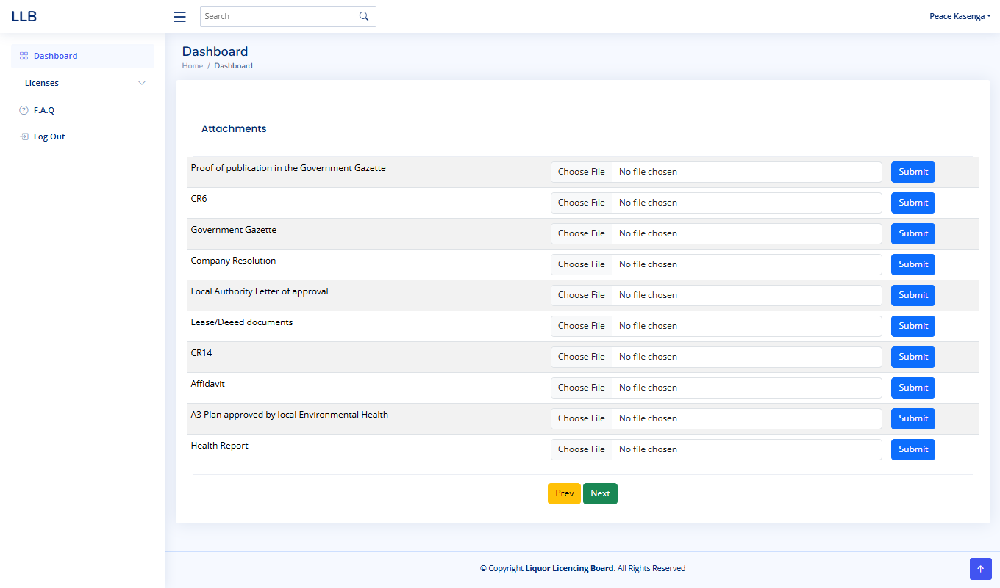 LLB
Search
Peace Kasenga
Dashboard
Licenses
F.A.Q
Log Out
Dashboard
Home / Dashboard
Attachments
Proof of publication in the Government Gazette Choose File No file chosen Submit
CR6 Choose File No file chosen Submit
Government Gazette Choose File No file chosen Submit
Company Resolution Choose File No file chosen Submit
Local Authority Letter of approval Choose File No file chosen Submit
Lease/Deeed documents Choose File No file chosen Submit
CR14 Choose File No file chosen Submit
Affidavit Choose File No file chosen Submit
A3 Plan approved by local Environmental Health Choose File No file chosen Submit
Health Report Choose File No file chosen Submit
Prev Next
© Copyright Liquor Licencing Board. All Rights Reserved